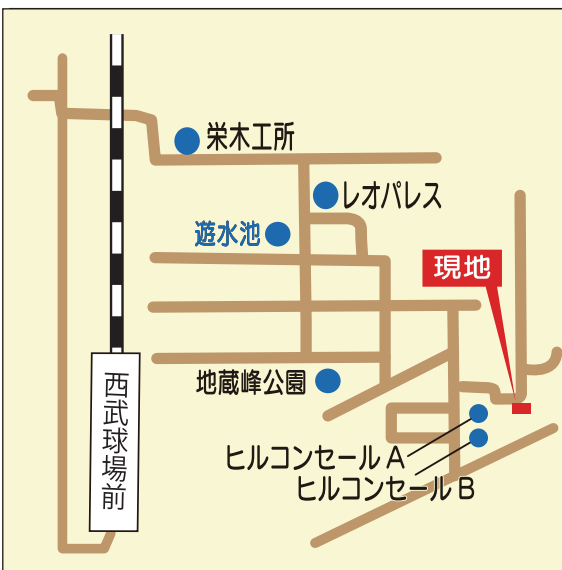 栄木工所
レオパレス
遊水池
現地
地蔵峰公園
西武球場前
ヒルコンセール A
ヒルコンセール B